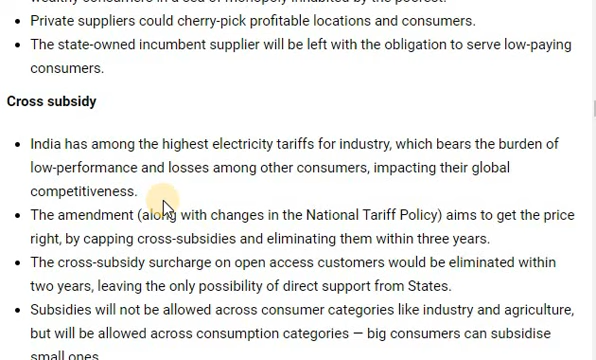 wealthy consumers in a sea of monopoly inhabited by the poorest.
Private suppliers could cherry-pick profitable locations and consumers.
The state-owned incumbent supplier will be left with the obligation to serve low-paying
consumers.
Cross subsidy
India has among the highest electricity tariffs for industry, which bears the burden of
low-performance and losses among other consumers, impacting their global
competitiveness.
The amendment (along with changes in the National Tariff Policy) aims to get the price
right, by capping cross-subsidies and eliminating them within three years.
The cross-subsidy surcharge on open access customers would be eliminated within
two years, leaving the only possibility of direct support from States.
Subsidies will not be allowed across consumer categories like industry and agriculture,
but will be allowed across consumption categories — big consumers can subsidise
small ones